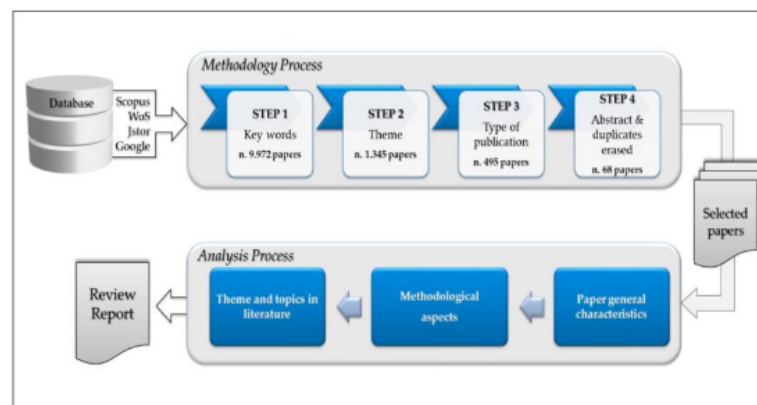 Methodology Process
Database
Scopus
WoS
Jstor
Google
STEP 1
Key words
n. 9.972 papers
STEP 2
Theme
n. 1.345 papers
STEP 3
Type of
publication
n. 495 papers
STEP 4
Abstract &
duplicates
erased
n. 68 papers
Selected
papers
Analysis Process
Review
Report
Theme and topics in
literature
Methodological
aspects
Paper general
characteristics